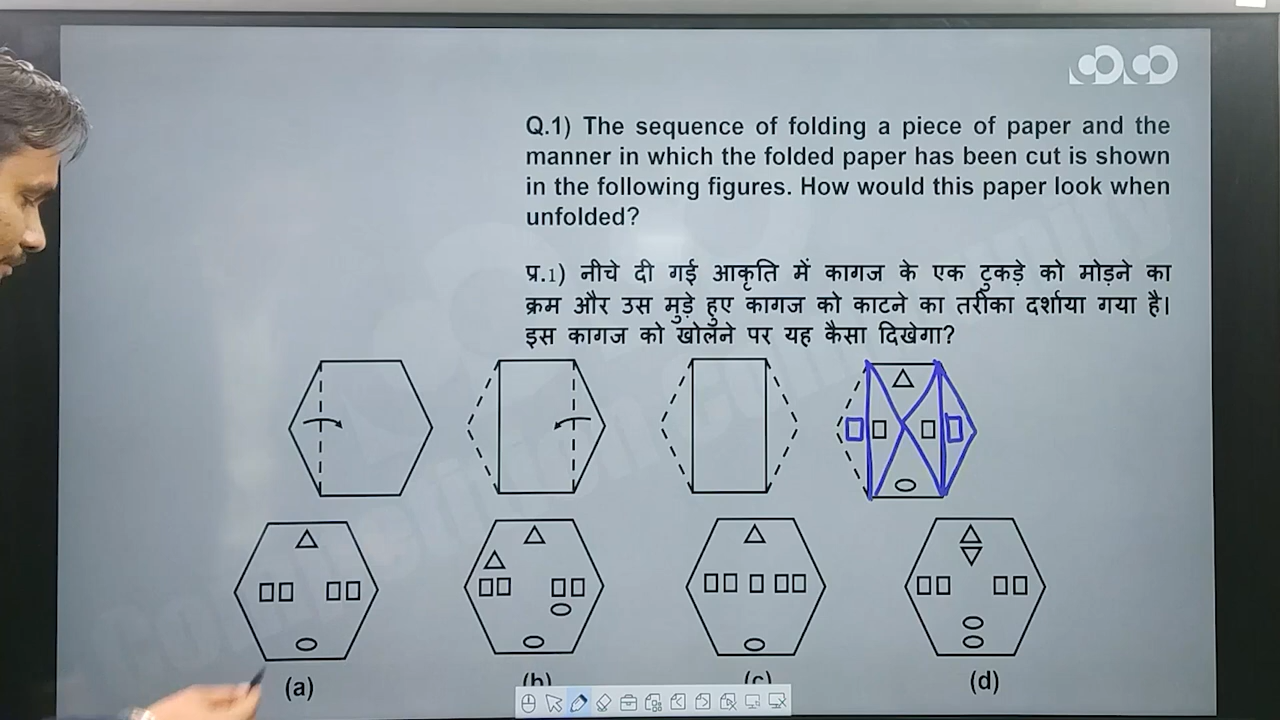 Q.1) The sequence of folding a piece of paper and the
manner in which the folded paper has been cut is shown
in the following figures. How would this paper look when
unfolded?
प्र.1) नीचे दी गई आकृति में कागज के एक टुकड़े को मोड़ने का
क्रम और उस मुड़े हुए कागज को काटने का तरीका दर्शाया गया है।
इस कागज को खोलने पर यह कैसा दिखेगा?
(a) (b) (c) (d)